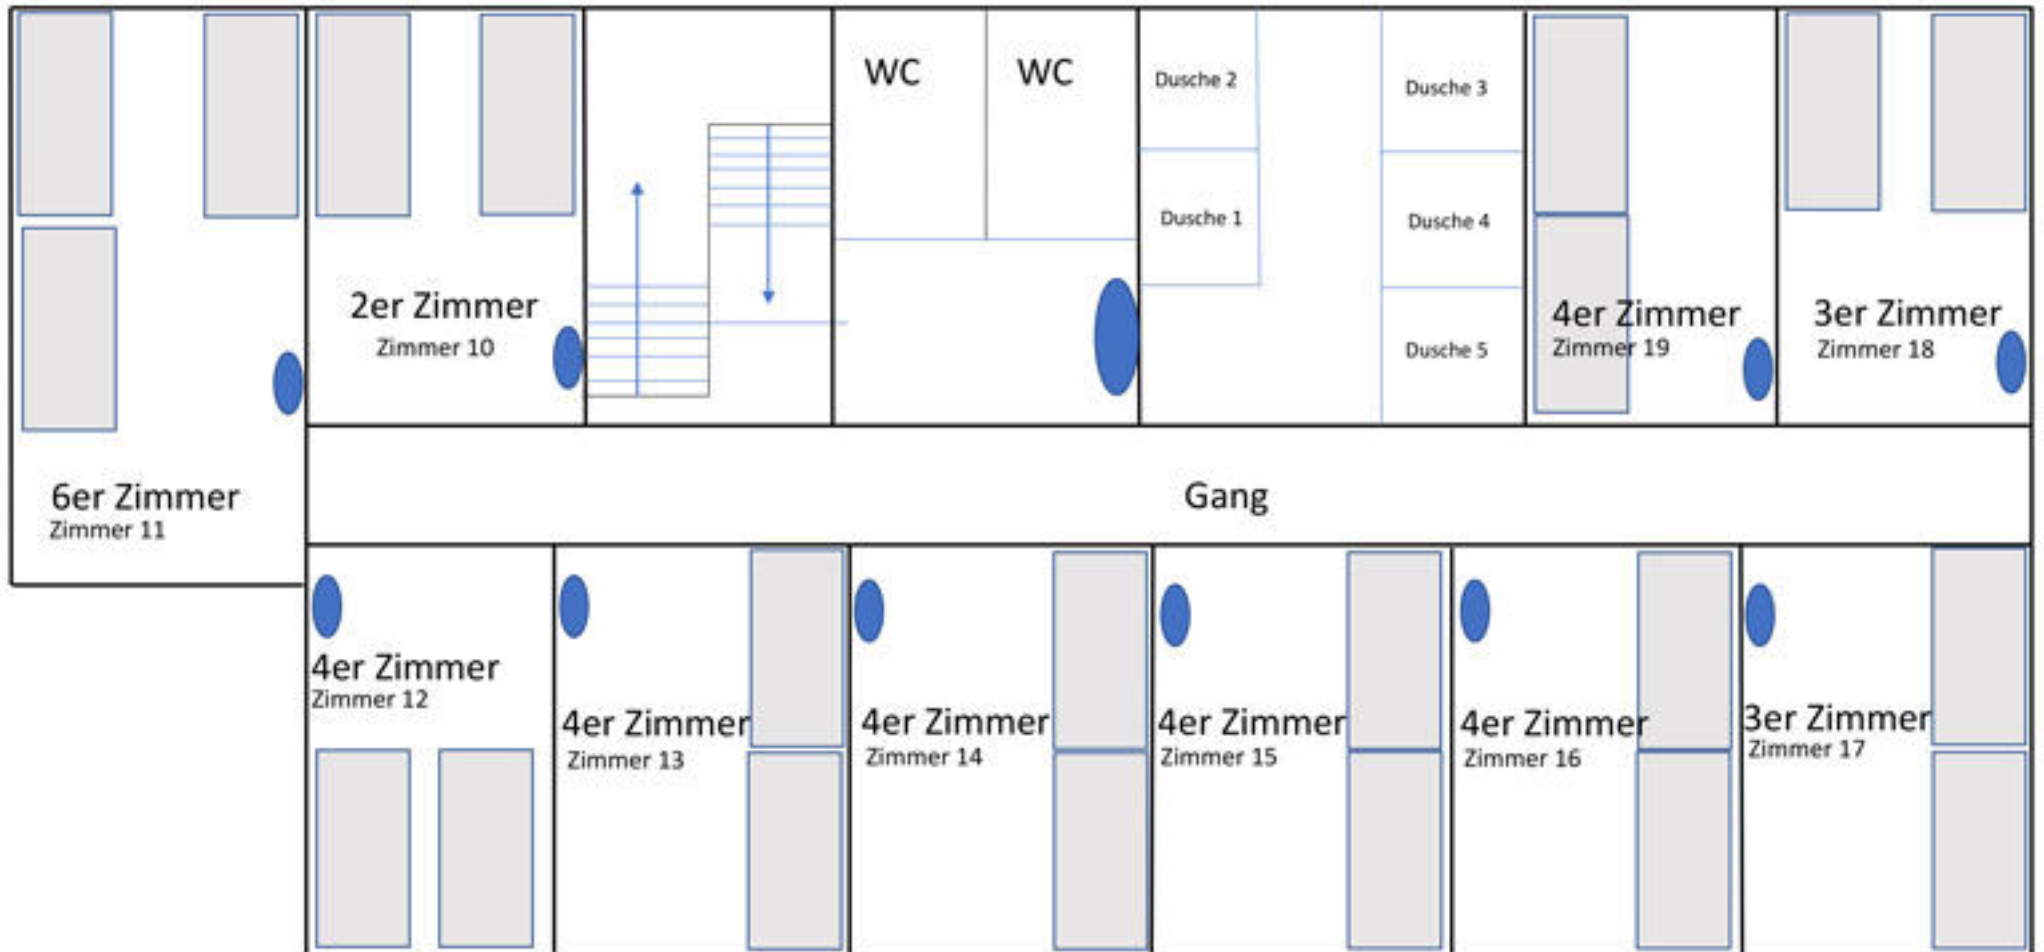 WC
WC
Dusche 2
Dusche 3
Dusche 1
Dusche 4
2er Zimmer
Zimmer 10
Dusche 5
4er Zimmer
Zimmer 19
3er Zimmer
Zimmer 18
6er Zimmer
Zimmer 11
Gang
4er Zimmer
Zimmer 12
4er Zimmer
Zimmer 13
4er Zimmer
Zimmer 14
4er Zimmer
Zimmer 15
4er Zimmer
Zimmer 16
3er Zimmer
Zimmer 17